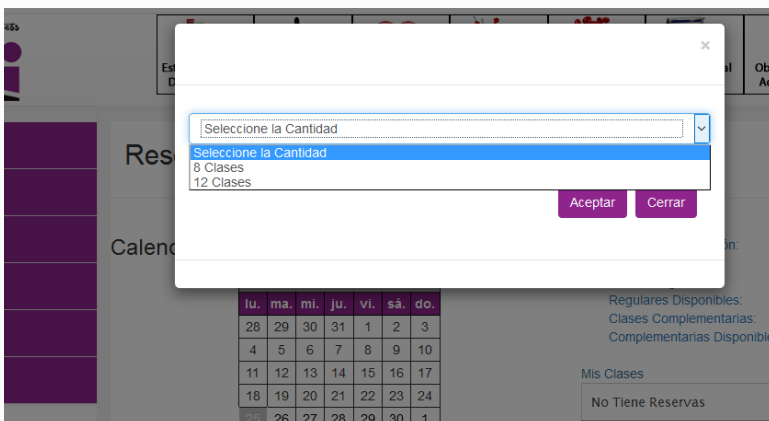 ×
Seleccione la Cantidad
Seleccione la Cantidad
8 Clases
12 Clases
Aceptar Cerrar
lu. ma. mi. ju. vi. sá. do.
28 29 30 31 1 2 3
4 5 6 7 8 9 10
11 12 13 14 15 16 17
18 19 20 21 22 23 24
25 26 27 28 29 30 1
Regulares Disponibles:
Clases Complementarias:
Complementarias
Mis Clases
No Tiene Reservas